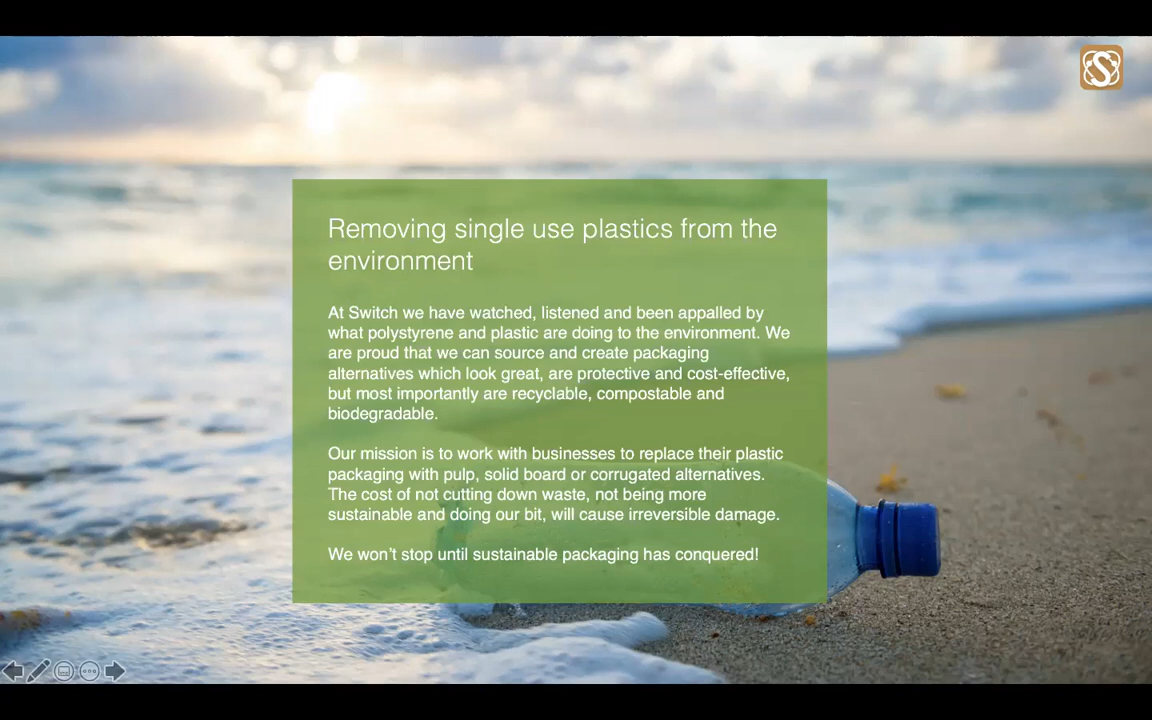 Removing single use plastics from the
environment
At Switch we have watched, listened and been appalled by
what polystyrene and plastic are doing to the environment. We
are proud that we can source and create packaging
alternatives which look great, are protective and cost-effective,
but most importantly are recyclable, compostable and
biodegradable.
Our mission is to work with businesses to replace their plastic
packaging with pulp, solid board or corrugated alternatives.
The cost of not cutting down waste, not being more
sustainable and doing our bit, will cause irreversible damage.
We won’t stop until sustainable packaging has conquered!